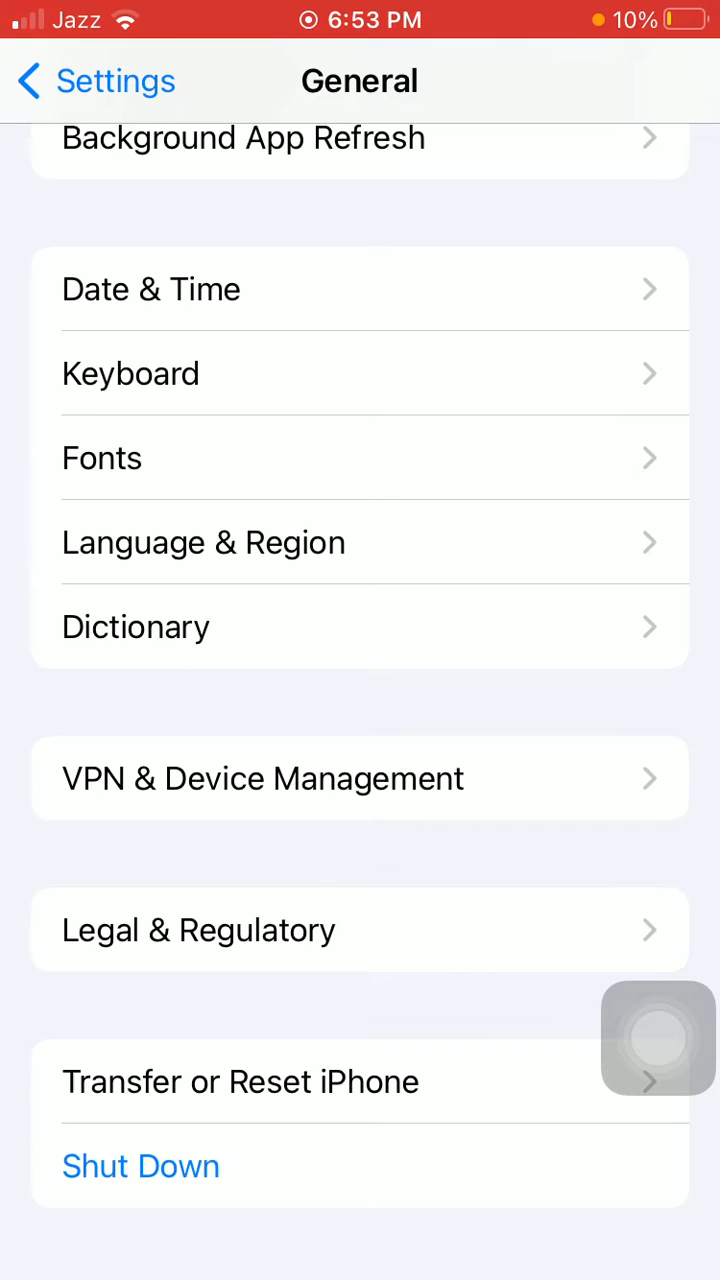 Jazz 6:53 PM 10%
Settings General
Background App Refresh
Date & Time
Keyboard
Fonts
Language & Region
Dictionary
VPN & Device Management
Legal & Regulatory
Transfer or Reset iPhone
Shut Down